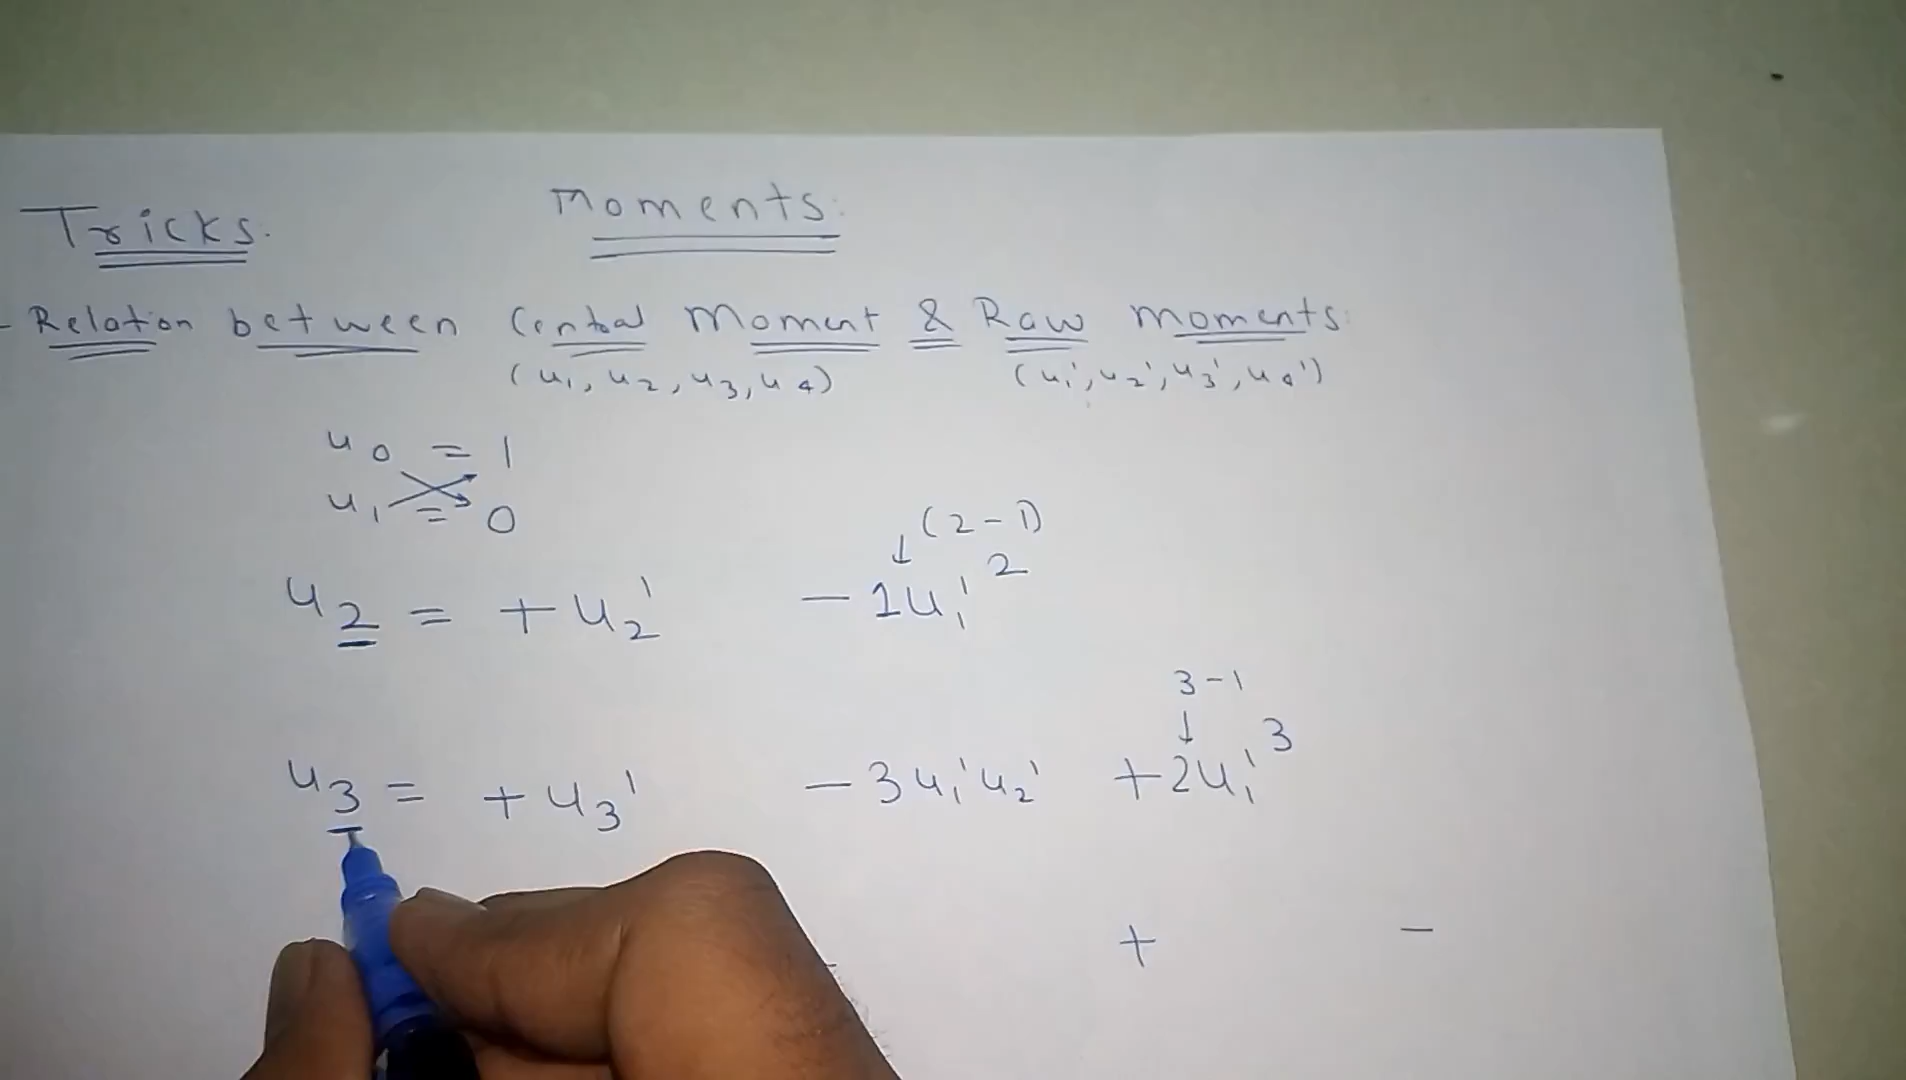 Tricks.
Moments:
- Relation between Central Moment & Raw moments:
(u₁, u₂, u₃, u₄) (u₁', u₂', u₃', u₄')
u₀ = 1
u₁ = 0
(2-1)
↓
u₂ = + u₂' - 1u₁'²
3-1
↓
u₃ = + u₃' - 3u₁'u₂' + 2u₁'³
+ -